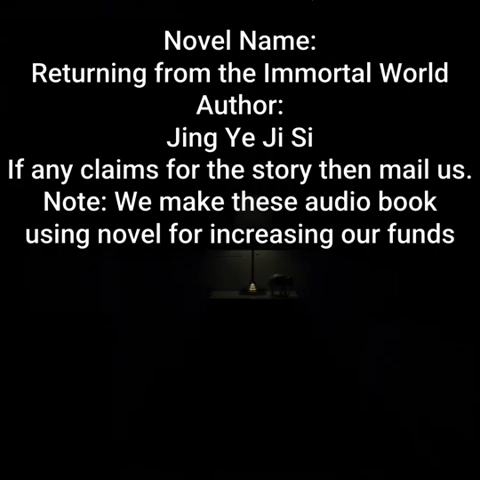 Novel Name:
Returning from the Immortal World
Author:
Jing Ye Ji Si
If any claims for the story then mail us.
Note: We make these audio book
using novel for increasing our funds